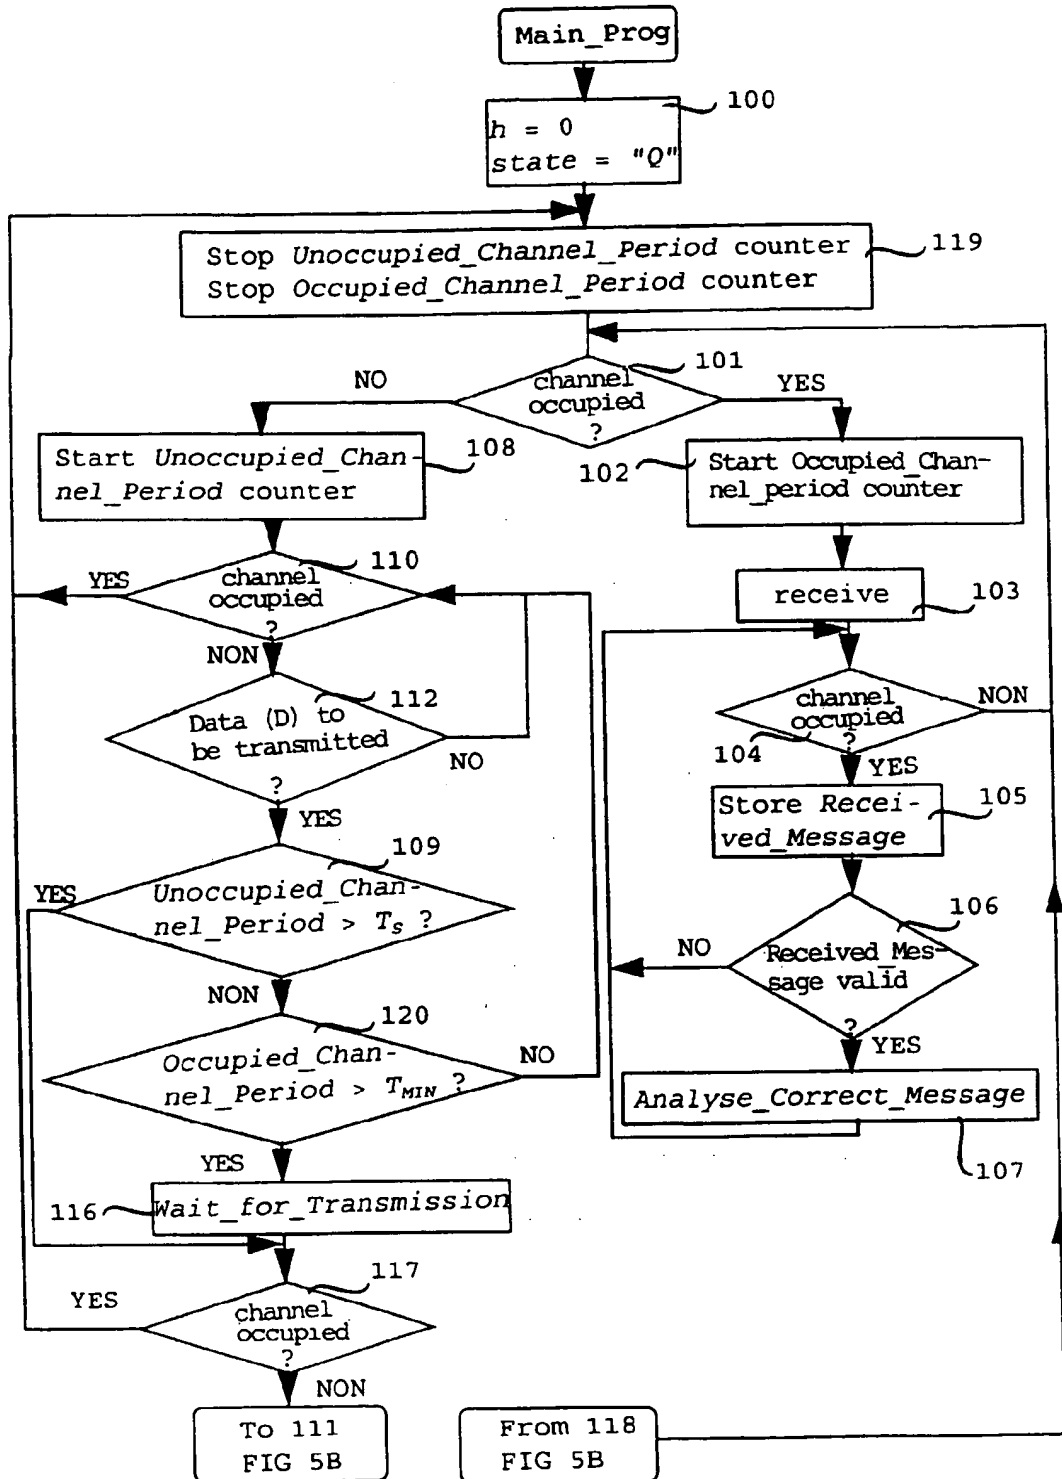 Main_Prog
100
h = 0
state = "Q"
Stop Unoccupied_Channel_Period counter
Stop Occupied_Channel_Period counter
119
101
NO
channel
occupied
?
YES
Start Unoccupied_Chan-
nel_Period counter
108
102
Start Occupied_Chan-
nel_period counter
110
YES
channel
occupied
?
NON
receive
103
112
Data (D) to
be transmitted
?
NO
YES
channel
occupied
?
104
NON
YES
Store Recei-
ved_Message
105
109
YES
Unoccupied_Chan-
nel_Period > TS ?
NON
106
NO
Received_Mes-
sage valid
?
YES
120
Occupied_Chan-
nel_Period > TMIN ?
NO
YES
Analyse_Correct_Message
107
116
Wait_for_Transmission
117
YES
channel
occupied
?
NON
To 111
FIG 5B
From 118
FIG 5B